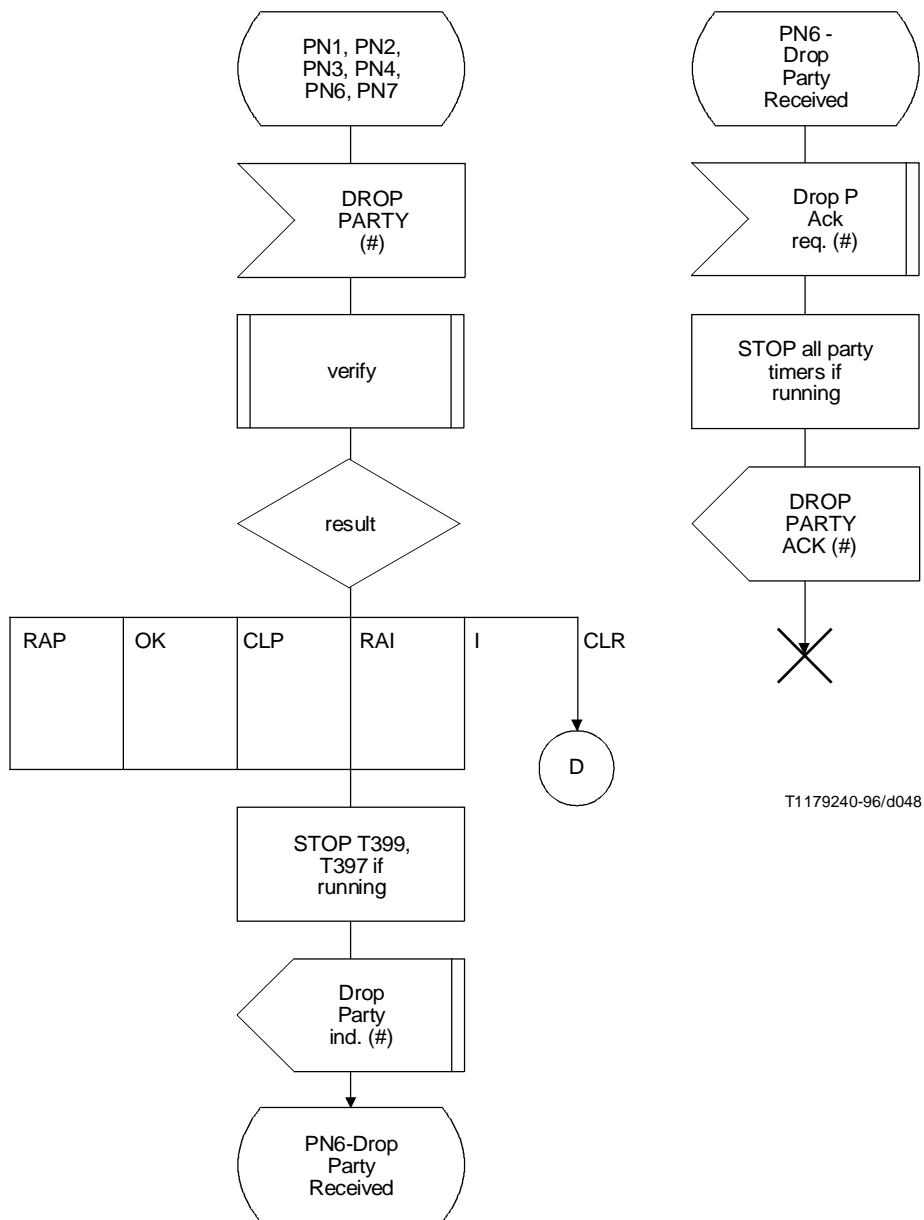 PN1, PN2,
PN3, PN4,
PN6, PN7
DROP
PARTY
(#)
verify
result
RAP
OK
CLP
RAI
I
CLR
D
STOP T399,
T397 if
running
Drop
Party
ind. (#)
PN6-Drop
Party
Received
PN6 -
Drop
Party
Received
Drop P
Ack
req. (#)
STOP all party
timers if
running
DROP
PARTY
ACK (#)
T1179240-96/d048